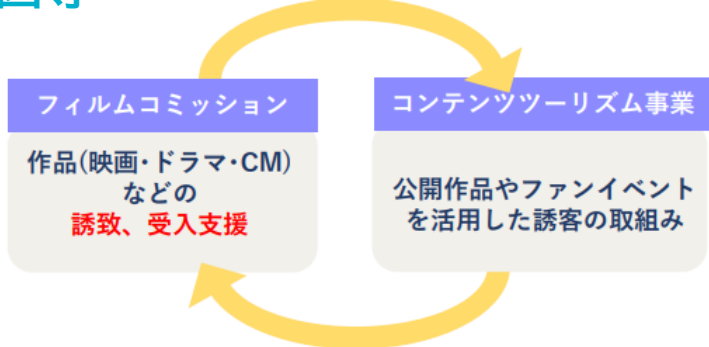 フィルムコミッション
作品(映画・ドラマ・CM)
などの
誘致、受入支援
コンテンツツーリズム事業
公開作品やファンイベント
を活用した誘客の取組み